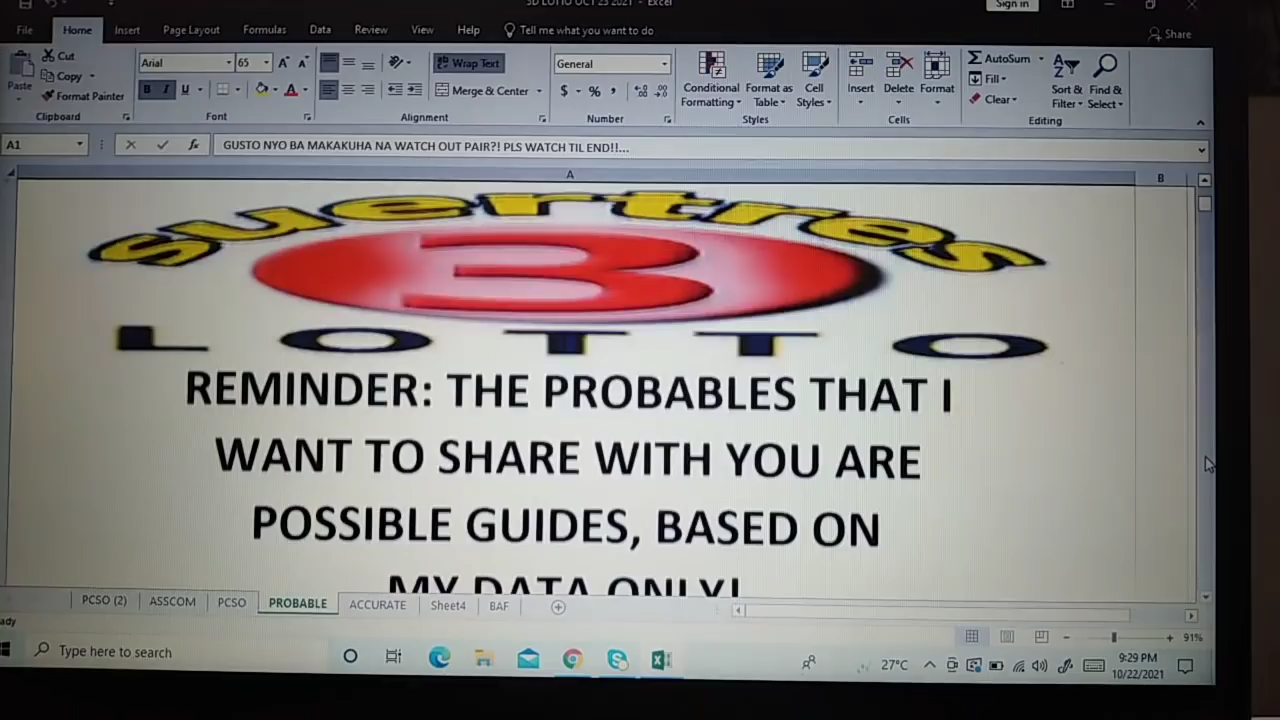 3D LOTTO OCT 23 2021 - Excel
Sign in
File Home Insert Page Layout Formulas Data Review View Help Tell me what you want to do Share
Cut
Copy
Format Painter
Paste
Clipboard
Arial 65
B I U
Font
Wrap Text
Merge & Center
Alignment
General
$ % ,
Number
Conditional Formatting
Format as Table
Cell Styles
Styles
Insert Delete Format
Cells
AutoSum
Fill
Clear
Sort & Filter
Find & Select
Editing
A1 fx GUSTO NYO BA MAKAKUHA NA WATCH OUT PAIR?! PLS WATCH TIL END!!...
A B
suertres
3
LOTTO
REMINDER: THE PROBABLES THAT I
WANT TO SHARE WITH YOU ARE
POSSIBLE GUIDES, BASED ON
MY DATA ONLY!
PCSO (2) ASSCOM PCSO PROBABLE ACCURATE Sheet4 BAF
91%
Type here to search
27°C
9:29 PM
10/22/2021